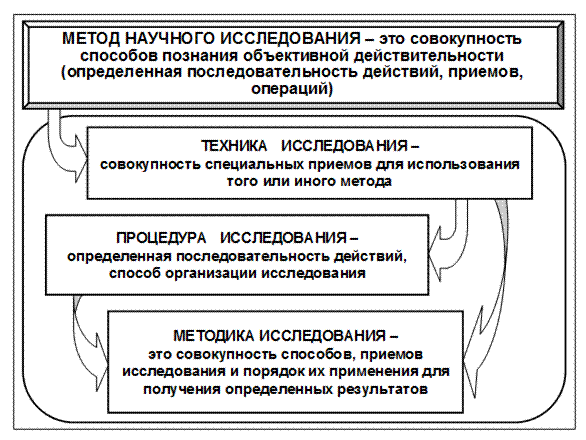 МЕТОД НАУЧНОГО ИССЛЕДОВАНИЯ – это совокупность
способов познания объективной действительности
(определенная последовательность действий, приемов,
операций)
ТЕХНИКА ИССЛЕДОВАНИЯ –
совокупность специальных приемов для использования
того или иного метода
ПРОЦЕДУРА ИССЛЕДОВАНИЯ –
определенная последовательность действий,
способ организации исследования
МЕТОДИКА ИССЛЕДОВАНИЯ –
это совокупность способов, приемов
исследования и порядок их применения для
получения определенных результатов